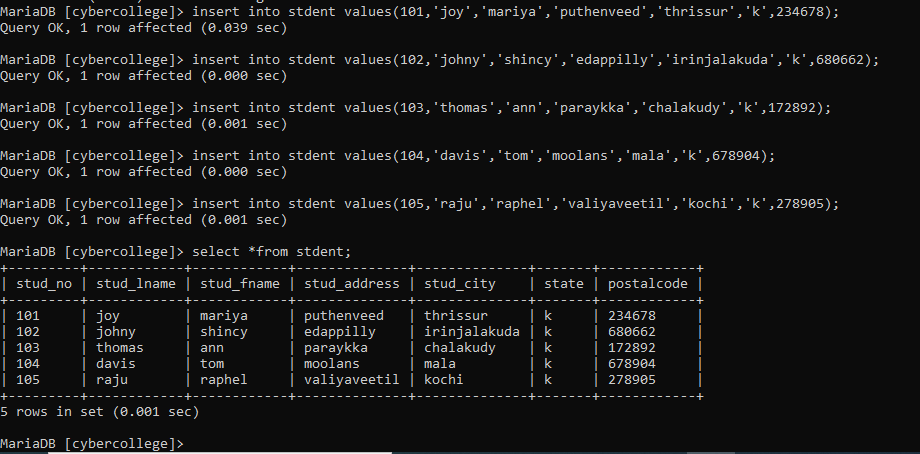 MariaDB [cybercollege]> insert into stdent values(101,'joy','mariya','puthenveed','thrissur','k',234678);
Query OK, 1 row affected (0.039 sec)
MariaDB [cybercollege]> insert into stdent values(102,'johny','shincy','edappilly','irinjalakuda','k',680662);
Query OK, 1 row affected (0.000 sec)
MariaDB [cybercollege]> insert into stdent values(103,'thomas','ann','paraykka','chalakudy','k',172892);
Query OK, 1 row affected (0.001 sec)
MariaDB [cybercollege]> insert into stdent values(104,'davis','tom','moolans','mala','k',678904);
Query OK, 1 row affected (0.000 sec)
MariaDB [cybercollege]> insert into stdent values(105,'raju','raphel','valiyaveetil','kochi','k',278905);
Query OK, 1 row affected (0.001 sec)
MariaDB [cybercollege]> select *from stdent;
+---------+------------+------------+--------------+--------------+-------+------------+
| stud_no | stud_lname | stud_fname | stud_address | stud_city    | state | postalcode |
+---------+------------+------------+--------------+--------------+-------+------------+
| 101     | joy        | mariya     | puthenveed   | thrissur     | k     | 234678     |
| 102     | johny      | shincy     | edappilly    | irinjalakuda | k     | 680662     |
| 103     | thomas     | ann        | paraykka     | chalakudy    | k     | 172892     |
| 104     | davis      | tom        | moolans      | mala         | k     | 678904     |
| 105     | raju       | raphel     | valiyaveetil | kochi        | k     | 278905     |
+---------+------------+------------+--------------+--------------+-------+------------+
5 rows in set (0.001 sec)
MariaDB [cybercollege]>